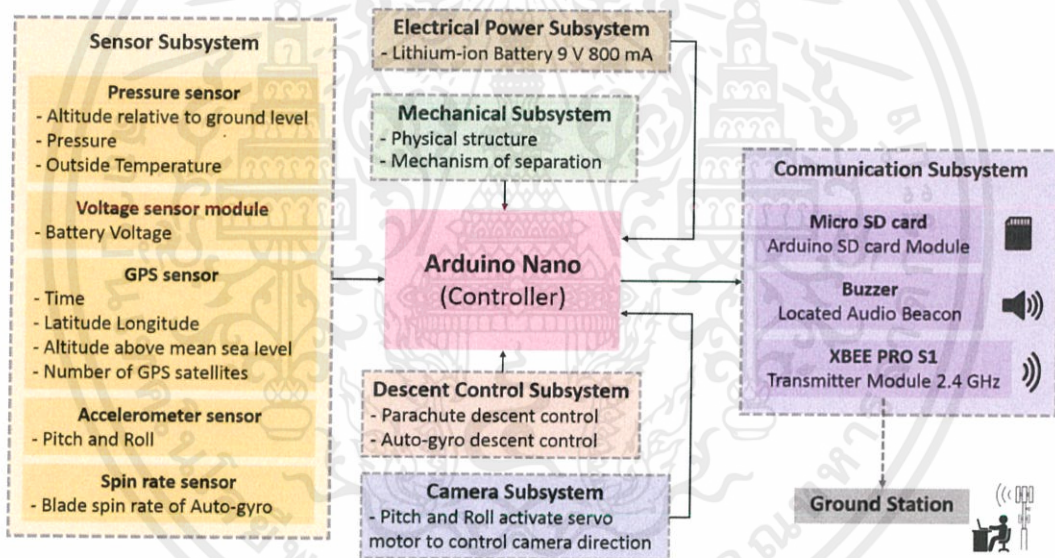 Sensor Subsystem
Pressure sensor
- Altitude relative to ground level
- Pressure
- Outside Temperature
Voltage sensor module
- Battery Voltage
GPS sensor
- Time
- Latitude Longitude
- Altitude above mean sea level
- Number of GPS satellites
Accelerometer sensor
- Pitch and Roll
Spin rate sensor
- Blade spin rate of Auto-gyro
Electrical Power Subsystem
- Lithium-ion Battery 9 V 800 mA
Mechanical Subsystem
- Physical structure
- Mechanism of separation
Arduino Nano
(Controller)
Descent Control Subsystem
- Parachute descent control
- Auto-gyro descent control
Camera Subsystem
- Pitch and Roll activate servo
motor to control camera direction
Communication Subsystem
Micro SD card
Arduino SD card Module
Buzzer
Located Audio Beacon
XBEE PRO S1
Transmitter Module 2.4 GHz
Ground Station